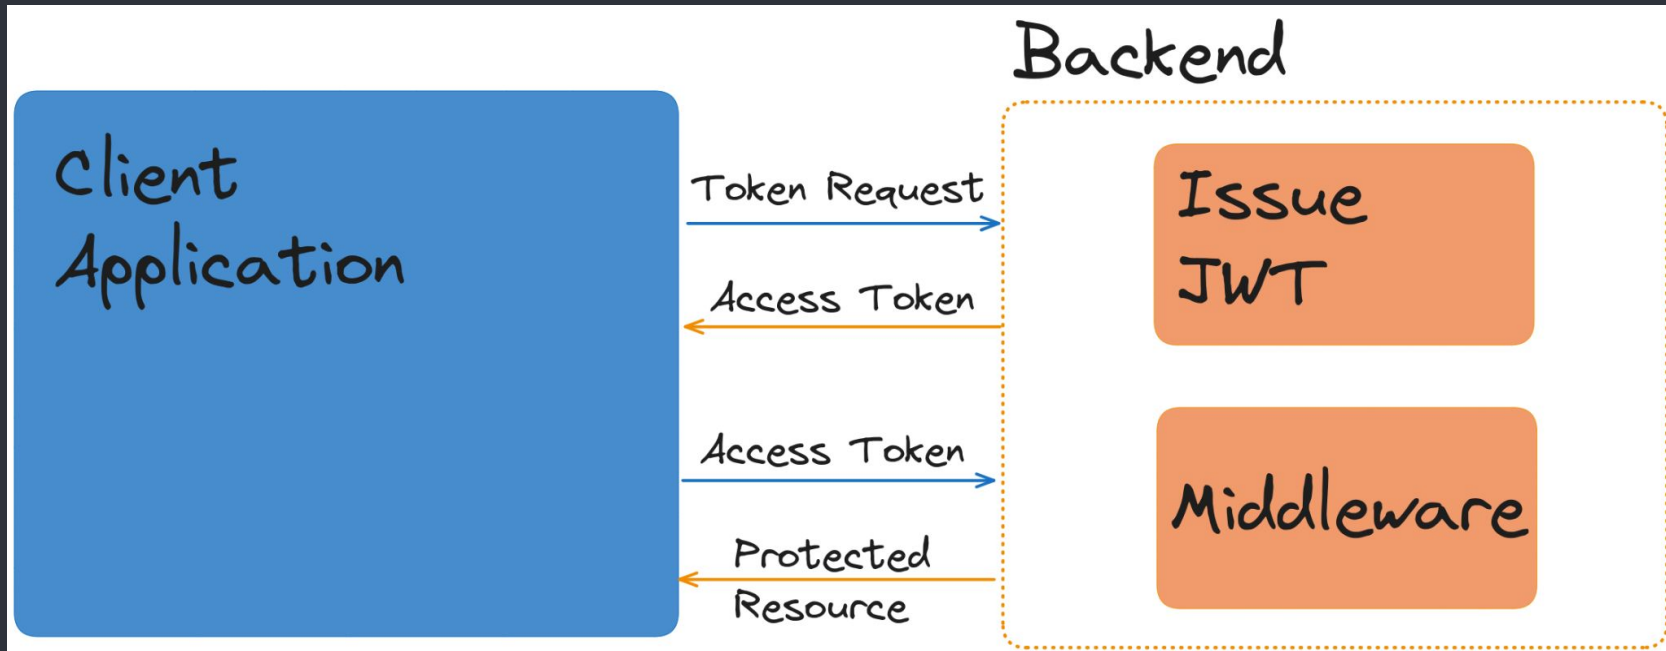 Backend
Client
Application
Token Request
Access Token
Access Token
Protected
Resource
Issue
JWT
Middleware